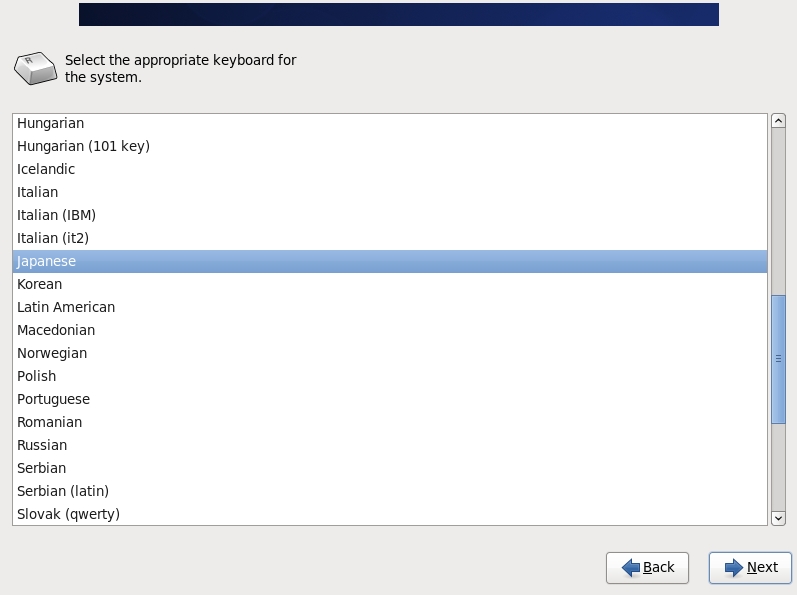 R
Select the appropriate keyboard for
the system.
Hungarian
Hungarian (101 key)
Icelandic
Italian
Italian (IBM)
Italian (it2)
Japanese
Korean
Latin American
Macedonian
Norwegian
Polish
Portuguese
Romanian
Russian
Serbian
Serbian (latin)
Slovak (qwerty)
Back
Next